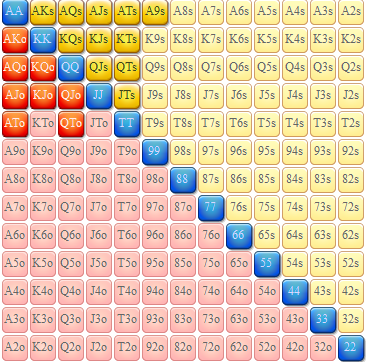 AA AKs AQs AJs ATs A9s A8s A7s A6s A5s A4s A3s A2s
AKo KK KQs KJs KTs K9s K8s K7s K6s K5s K4s K3s K2s
AQo KQo QQ QJs QTs Q9s Q8s Q7s Q6s Q5s Q4s Q3s Q2s
AJo KJo QJo JJ JTs J9s J8s J7s J6s J5s J4s J3s J2s
ATo KTo QTo JTo TT T9s T8s T7s T6s T5s T4s T3s T2s
A9o K9o Q9o J9o T9o 99 98s 97s 96s 95s 94s 93s 92s
A8o K8o Q8o J8o T8o 98o 88 87s 86s 85s 84s 83s 82s
A7o K7o Q7o J7o T7o 97o 87o 77 76s 75s 74s 73s 72s
A6o K6o Q6o J6o T6o 96o 86o 76o 66 65s 64s 63s 62s
A5o K5o Q5o J5o T5o 95o 85o 75o 65o 55 54s 53s 52s
A4o K4o Q4o J4o T4o 94o 84o 74o 64o 54o 44 43s 42s
A3o K3o Q3o J3o T3o 93o 83o 73o 63o 53o 43o 33 32s
A2o K2o Q2o J2o T2o 92o 82o 72o 62o 52o 42o 32o 22